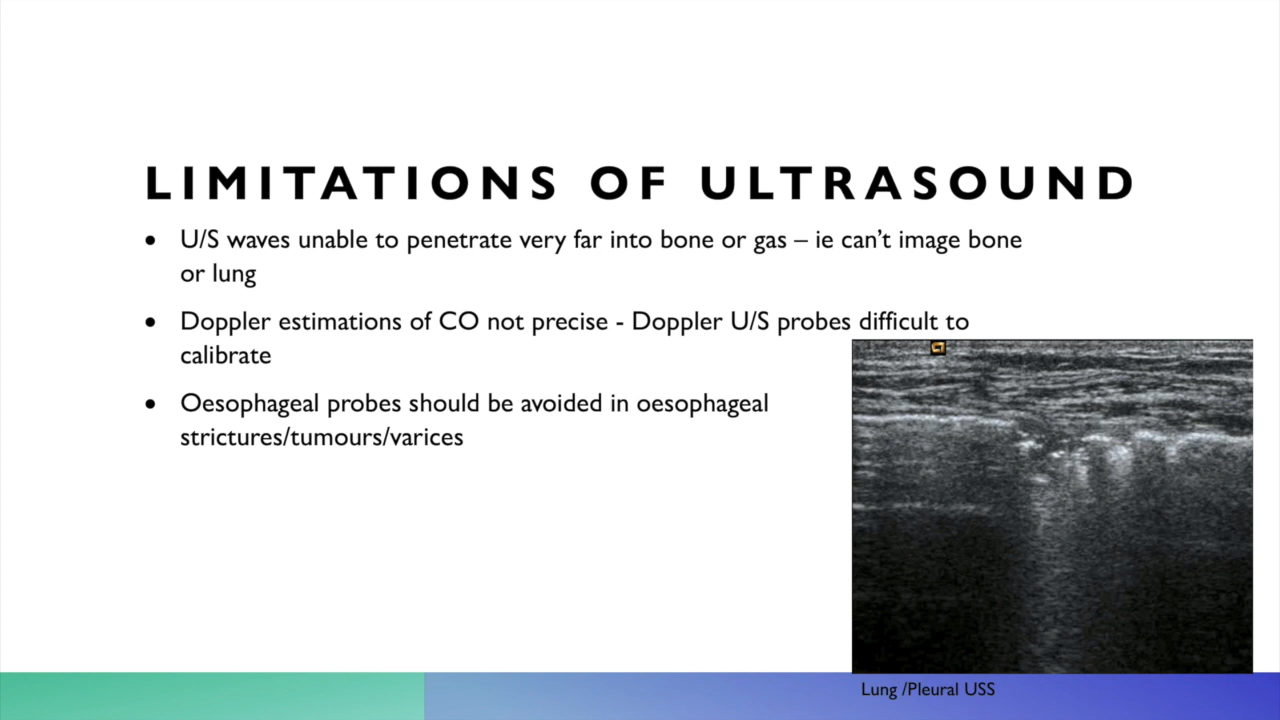 LIMITATIONS OF ULTRASOUND
• U/S waves unable to penetrate very far into bone or gas – ie can’t image bone
or lung
• Doppler estimations of CO not precise - Doppler U/S probes difficult to
calibrate
• Oesophageal probes should be avoided in oesophageal
strictures/tumours/varices
Lung /Pleural USS